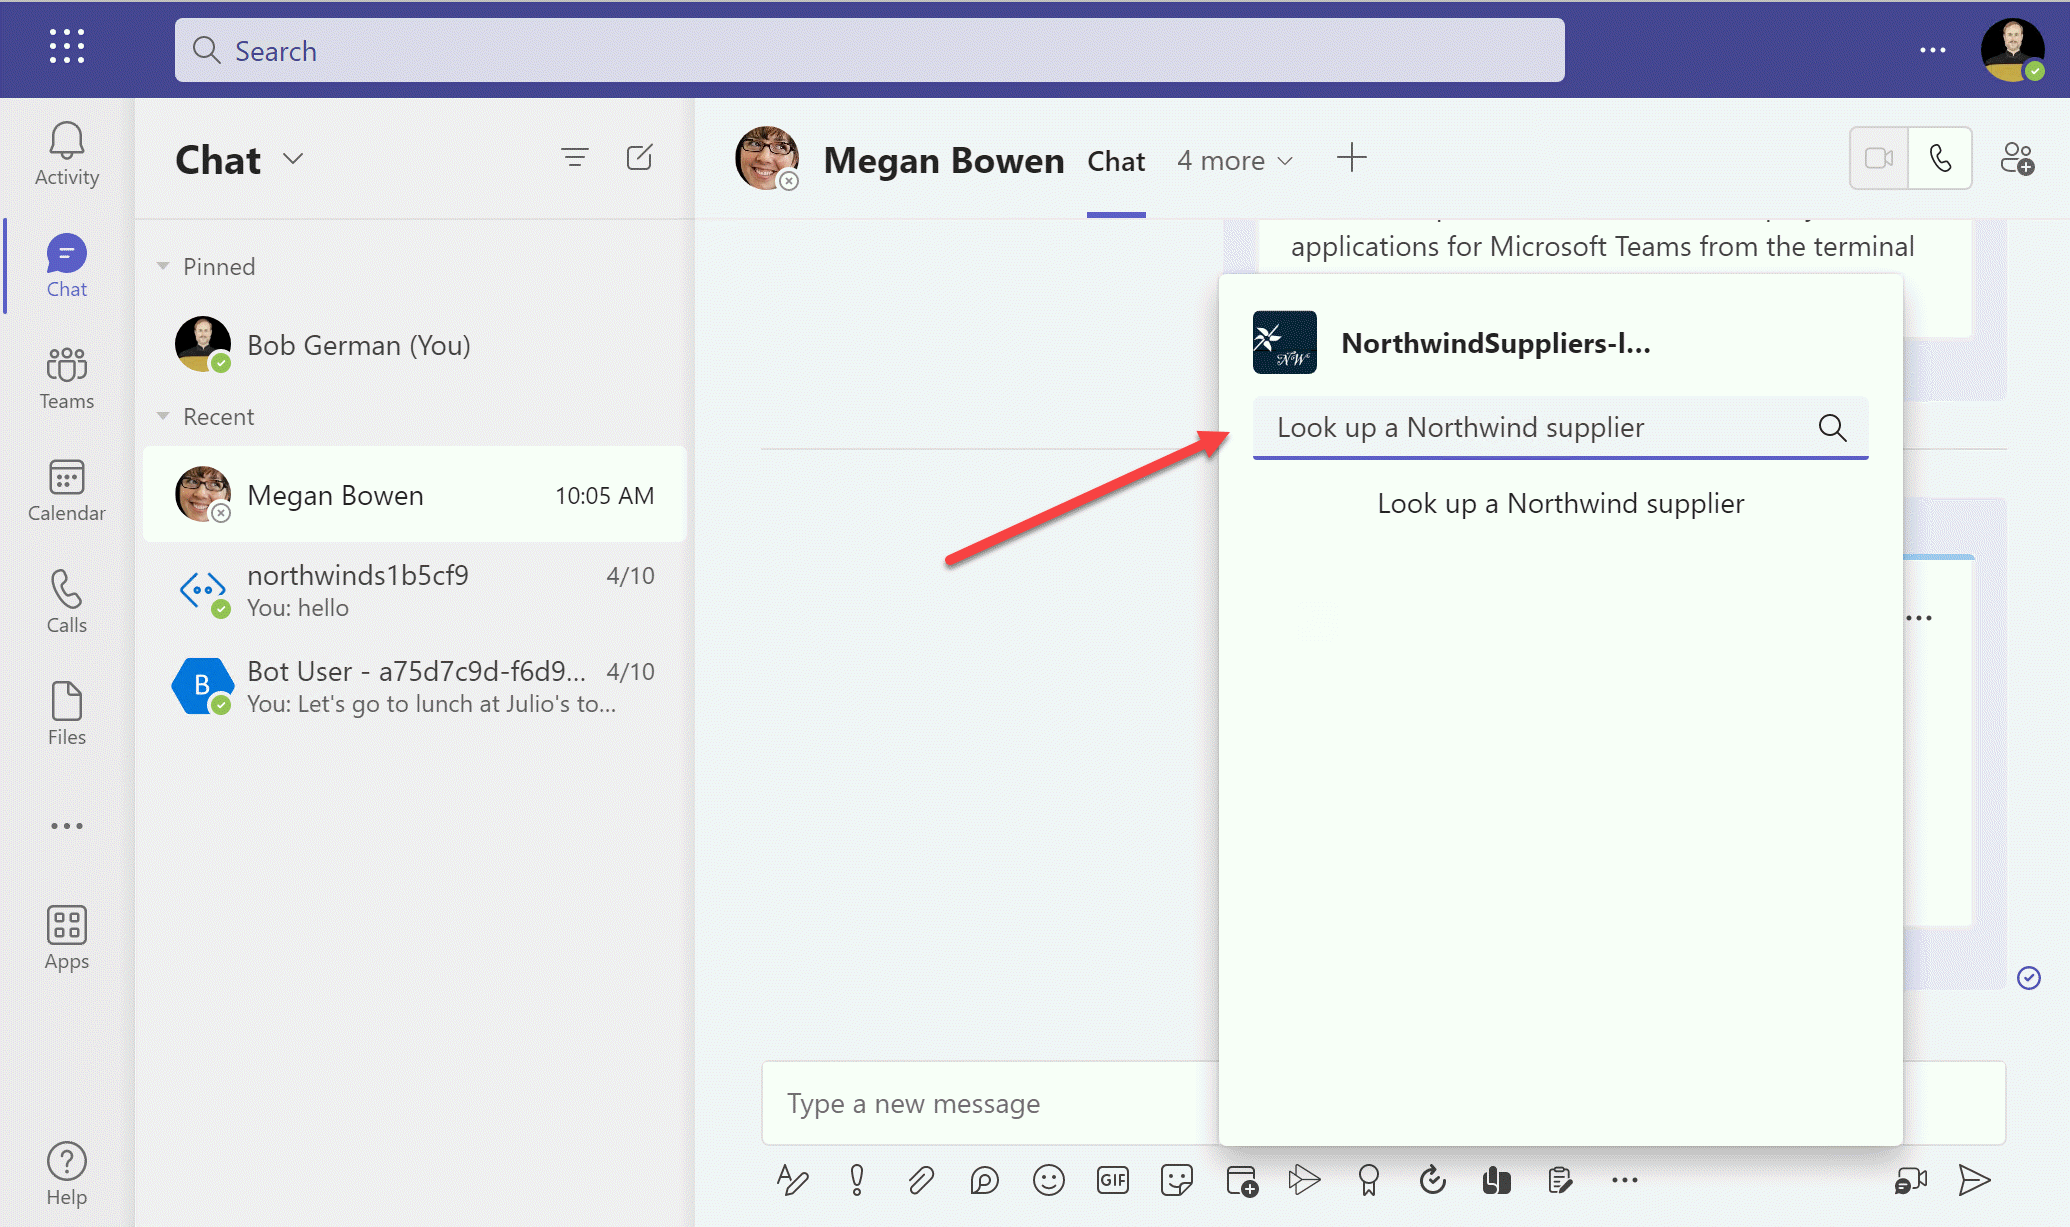 Search
Activity
Chat
Teams
Calendar
Calls
Files
Apps
Help
Chat
Pinned
Bob German (You)
Recent
Megan Bowen 10:05 AM
northwinds1b5cf9 4/10
You: hello
B
Bot User - a75d7c9d-f6d9... 4/10
You: Let's go to lunch at Julio's to...
Megan Bowen Chat 4 more
applications for Microsoft Teams from the terminal
NW
NorthwindSuppliers-l...
Look up a Northwind supplier
Look up a Northwind supplier
Type a new message
GIF